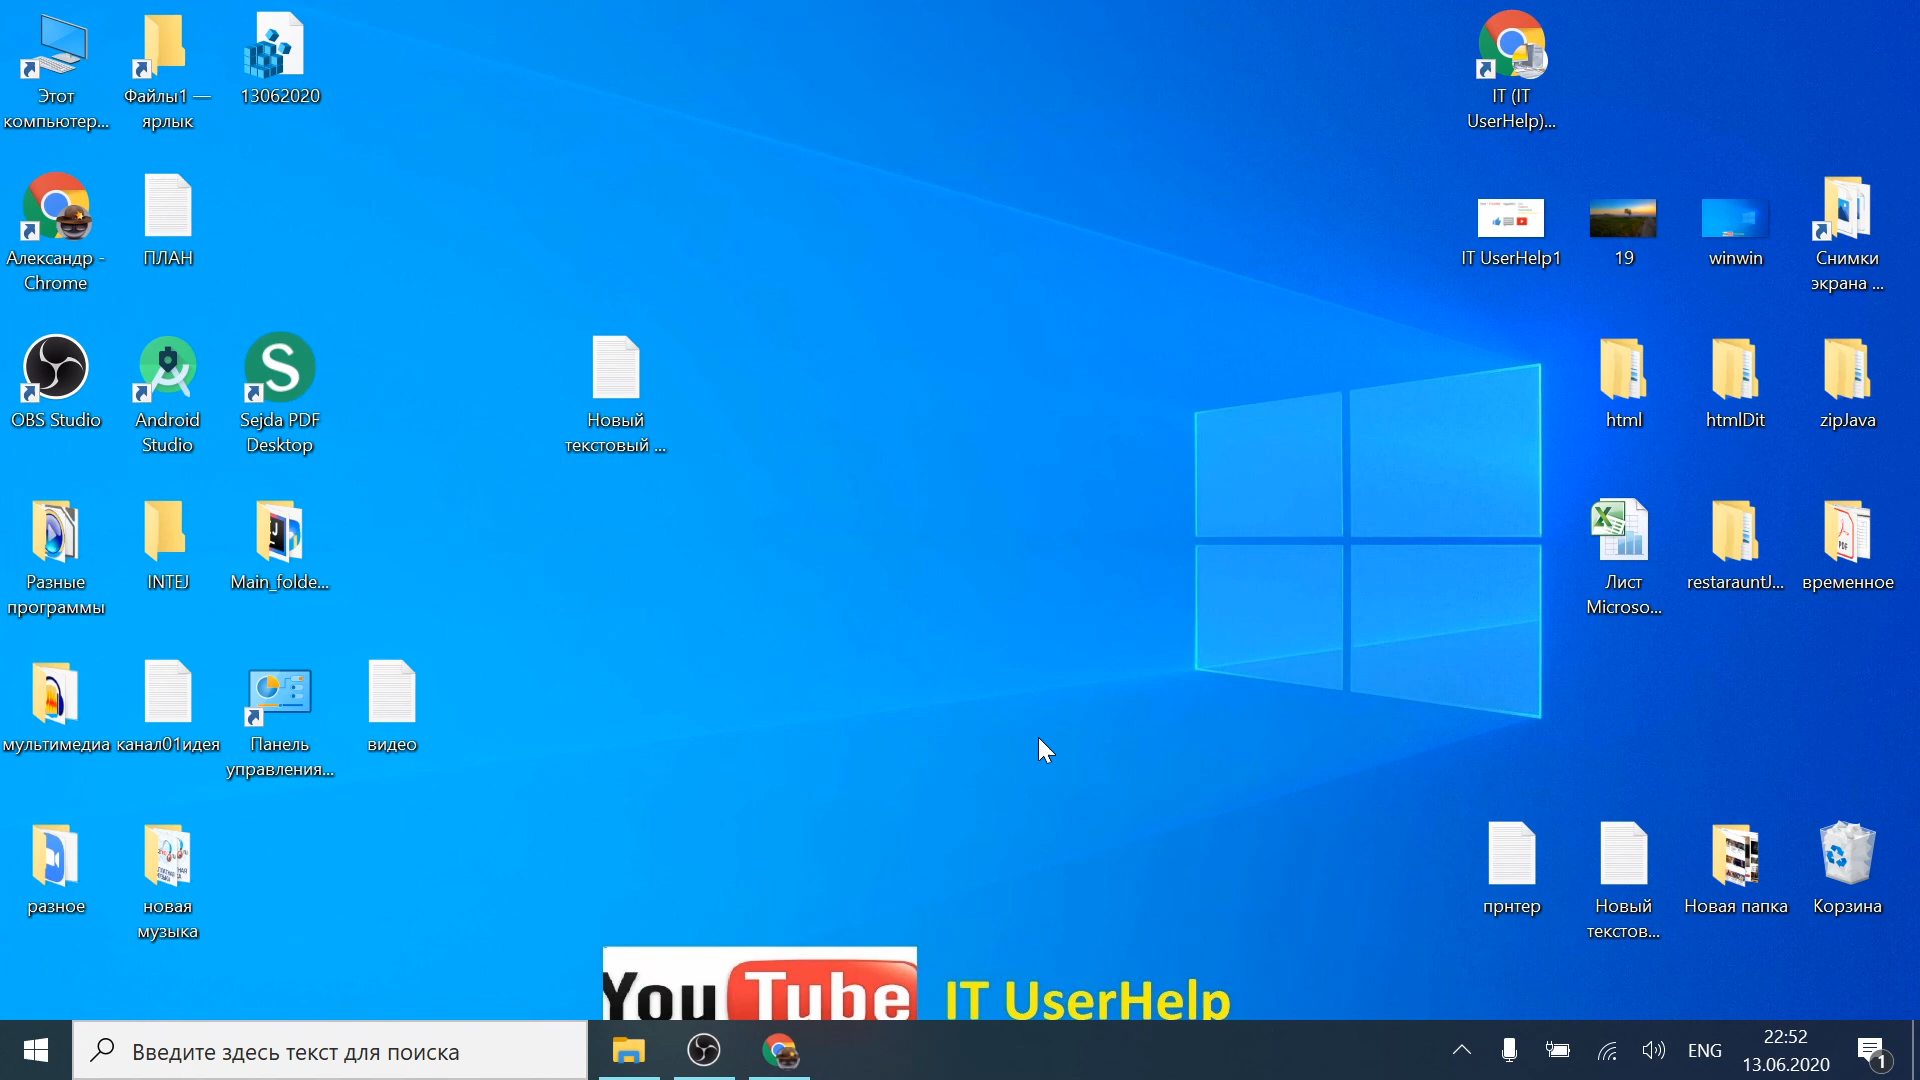 Этот
компьютер...
Файлы1 —
ярлык
13062020
IT (IT
UserHelp)...
Александр -
Chrome
ПЛАН
IT UserHelp1
19
winwin
Снимки
экрана ...
OBS Studio
Android
Studio
Sejda PDF
Desktop
Новый
текстовый ...
html
htmlDit
zipJava
Разные
программы
INTEJ
Main_folde...
Лист
Microso...
restarauntJ...
временное
мультимедиа
канал01идея
Панель
управления...
видео
разное
новая
музыка
прнтер
Новый
текстов...
Новая папка
Корзина
YouTube
IT UserHelp
Введите здесь текст для поиска
ENG
22:52
13.06.2020
1